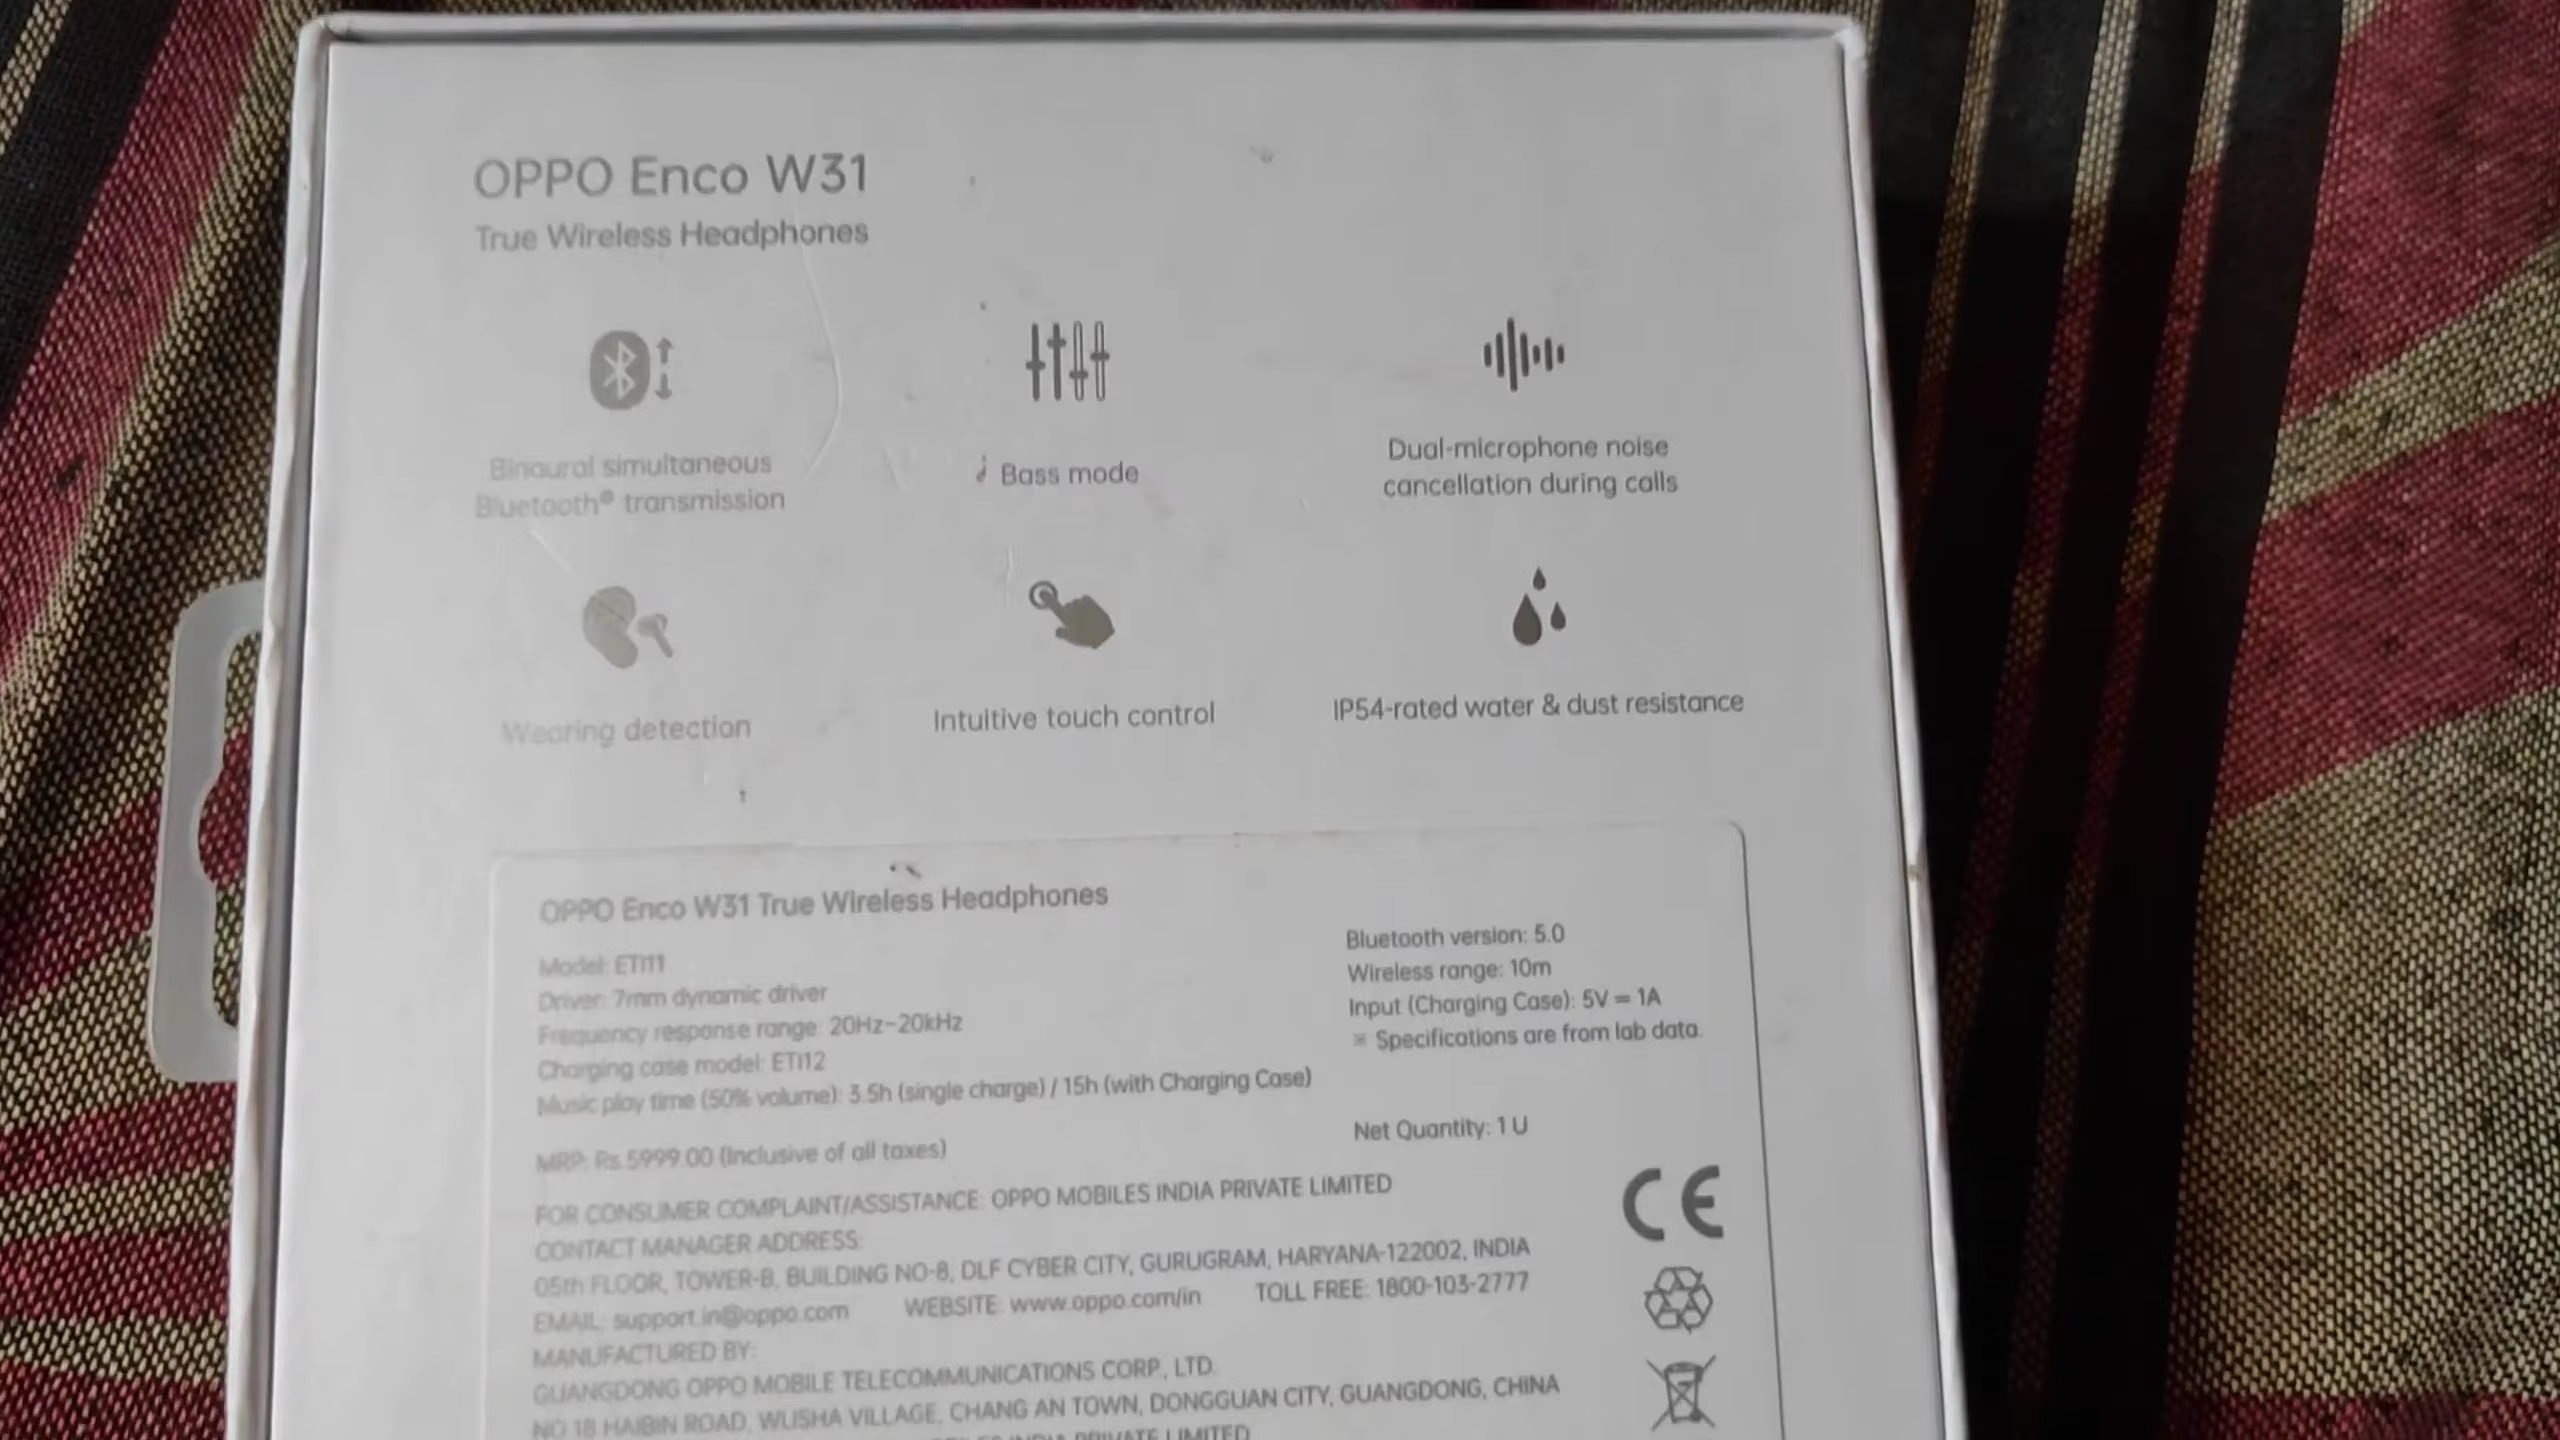 OPPO Enco W31
True Wireless Headphones
Binaural simultaneous
Bluetooth® transmission
Bass mode
Dual-microphone noise
cancellation during calls
Wearing detection
Intuitive touch control
IP54-rated water & dust resistance
OPPO Enco W31 True Wireless Headphones
Model: ETI11
Driver: 7mm dynamic driver
Frequency response range: 20Hz~20kHz
Charging case model: ETI12
Music play time (50% volume): 3.5h (single charge) / 15h (with Charging Case)
Bluetooth version: 5.0
Wireless range: 10m
Input (Charging Case): 5V = 1A
※ Specifications are from lab data.
MRP: Rs.5999.00 (Inclusive of all taxes)
Net Quantity: 1 U
FOR CONSUMER COMPLAINT/ASSISTANCE: OPPO MOBILES INDIA PRIVATE LIMITED
CONTACT MANAGER ADDRESS:
05th FLOOR, TOWER-B, BUILDING NO-8, DLF CYBER CITY, GURUGRAM, HARYANA-122002, INDIA
EMAIL: support.in@oppo.com WEBSITE: www.oppo.com/in TOLL FREE: 1800-103-2777
MANUFACTURED BY:
GUANGDONG OPPO MOBILE TELECOMMUNICATIONS CORP., LTD.
NO.18 HAIBIN ROAD, WUSHA VILLAGE, CHANG AN TOWN, DONGGUAN CITY, GUANGDONG, CHINA
INDIA PRIVATE LIMITED
CE